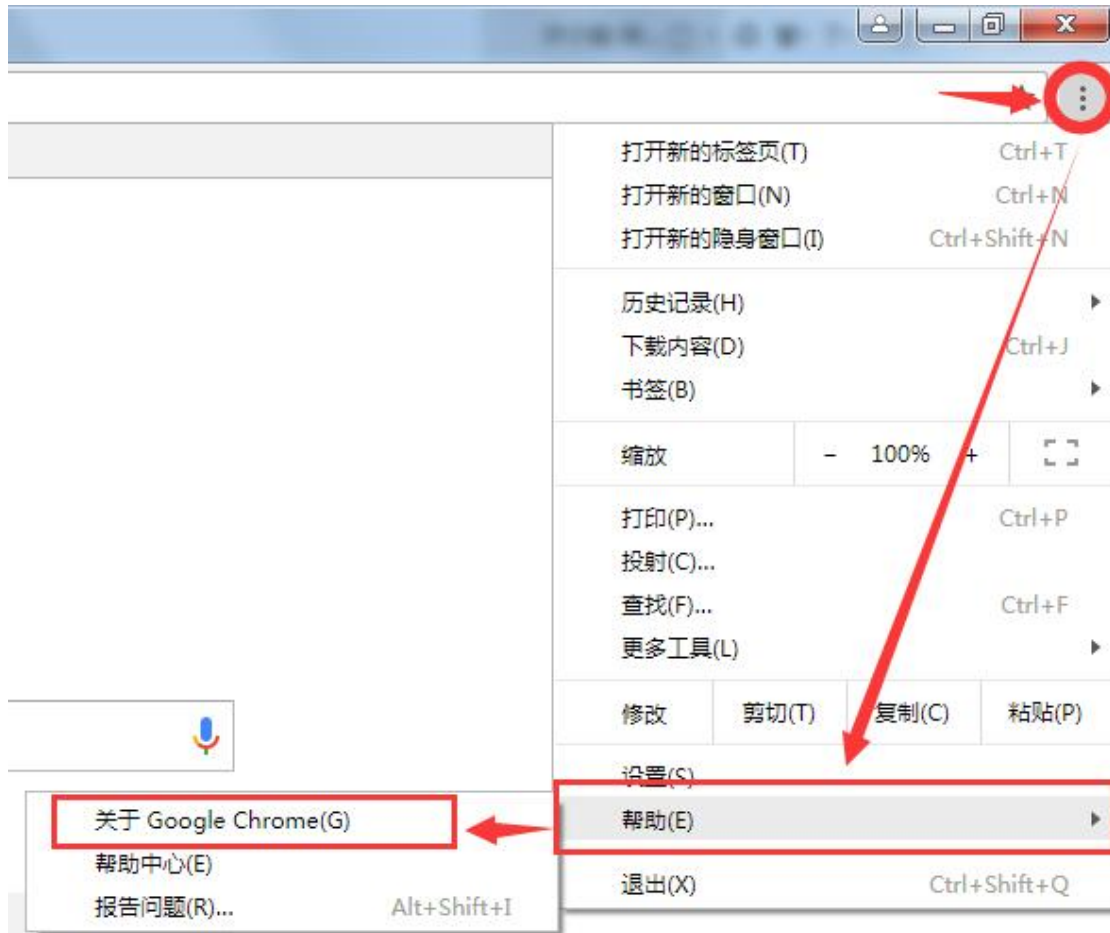 打开新的标签页(T) Ctrl+T
打开新的窗口(N) Ctrl+N
打开新的隐身窗口(I) Ctrl+Shift+N
历史记录(H)
下载内容(D) Ctrl+J
书签(B)
缩放 - 100% +
打印(P)... Ctrl+P
投射(C)...
查找(F)... Ctrl+F
更多工具(L)
修改 剪切(T) 复制(C) 粘贴(P)
设置(S)
帮助(E)
退出(X) Ctrl+Shift+Q
关于 Google Chrome(G)
帮助中心(E)
报告问题(R)... Alt+Shift+I